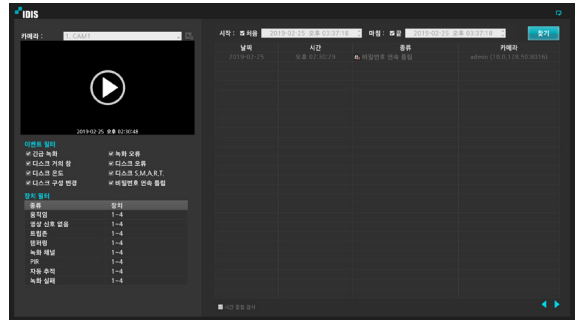 IDIS
카메라 : 1. CAM1
시작 : 처음 2019-02-25 오후 03:37:18 마침 : 끝 2019-02-25 오후 03:37:18 찾기
날짜 시간 종류 카메라
2019-02-25 오후 02:30:29 비밀번호 연속 틀림 admin (10.0.128.50:8016)
2019-02-25 오후 02:30:48
이벤트 필터
긴급 녹화 녹화 오류
디스크 거의 참 디스크 오류
디스크 온도 디스크 S.M.A.R.T.
디스크 구성 변경 비밀번호 연속 틀림
장치 필터
종류 장치
움직임 1~4
영상 신호 없음 1~4
트립존 1~4
탬퍼링 1~4
녹화 채널 1~4
PIR 1~4
자동 추적 1~4
녹화 실패 1~4
시간 중첩 검색